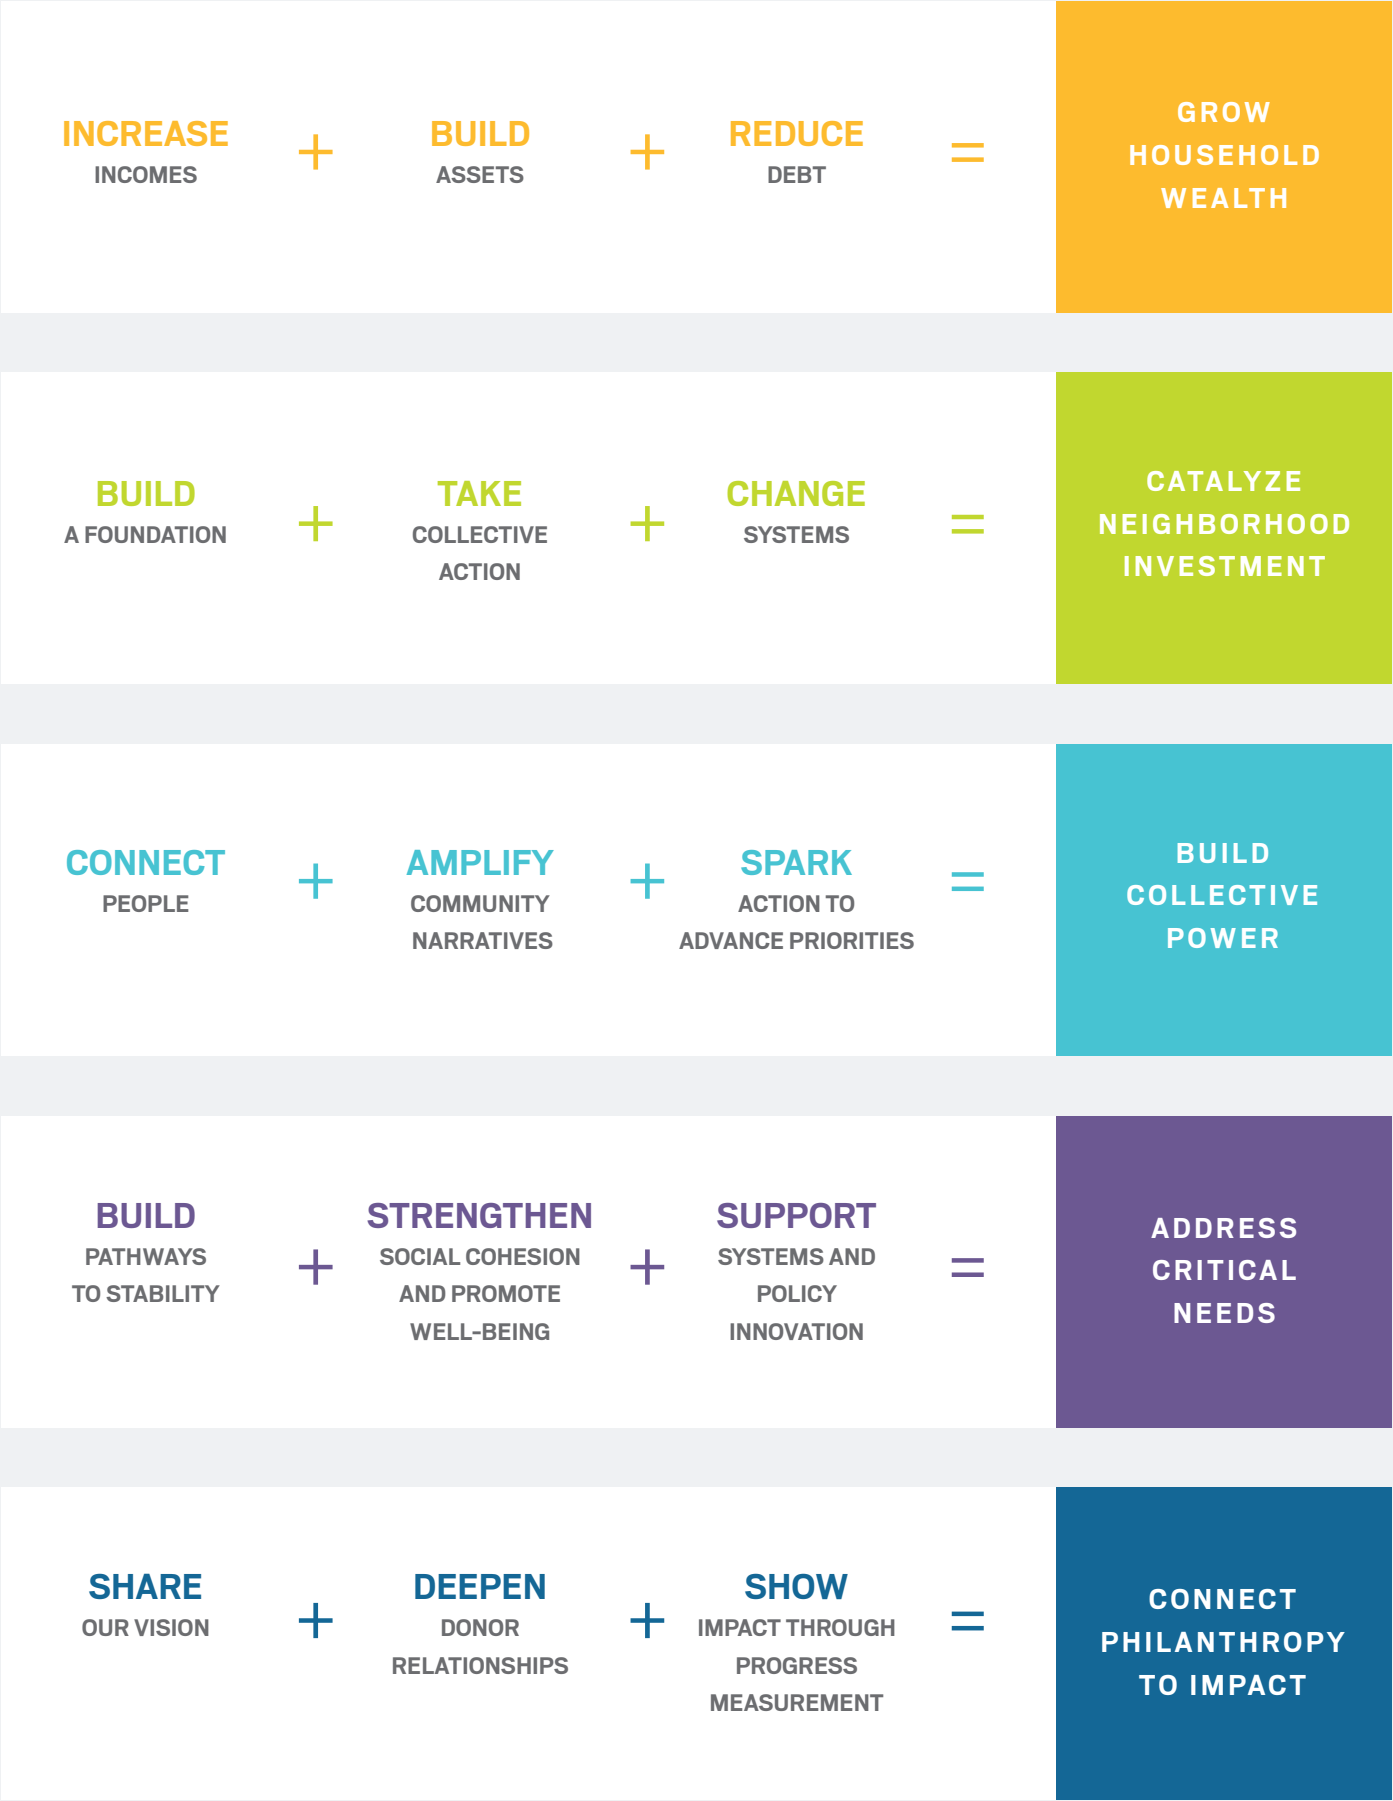 INCREASE
INCOMES
+
BUILD
ASSETS
+
REDUCE
DEBT
=
GROW
HOUSEHOLD
WEALTH
BUILD
A FOUNDATION
+
TAKE
COLLECTIVE
ACTION
+
CHANGE
SYSTEMS
=
CATALYZE
NEIGHBORHOOD
INVESTMENT
CONNECT
PEOPLE
+
AMPLIFY
COMMUNITY
NARRATIVES
+
SPARK
ACTION TO
ADVANCE PRIORITIES
=
BUILD
COLLECTIVE
POWER
BUILD
PATHWAYS
TO STABILITY
+
STRENGTHEN
SOCIAL COHESION
AND PROMOTE
WELL-BEING
+
SUPPORT
SYSTEMS AND
POLICY
INNOVATION
=
ADDRESS
CRITICAL
NEEDS
SHARE
OUR VISION
+
DEEPEN
DONOR
RELATIONSHIPS
+
SHOW
IMPACT THROUGH
PROGRESS
MEASUREMENT
=
CONNECT
PHILANTHROPY
TO IMPACT